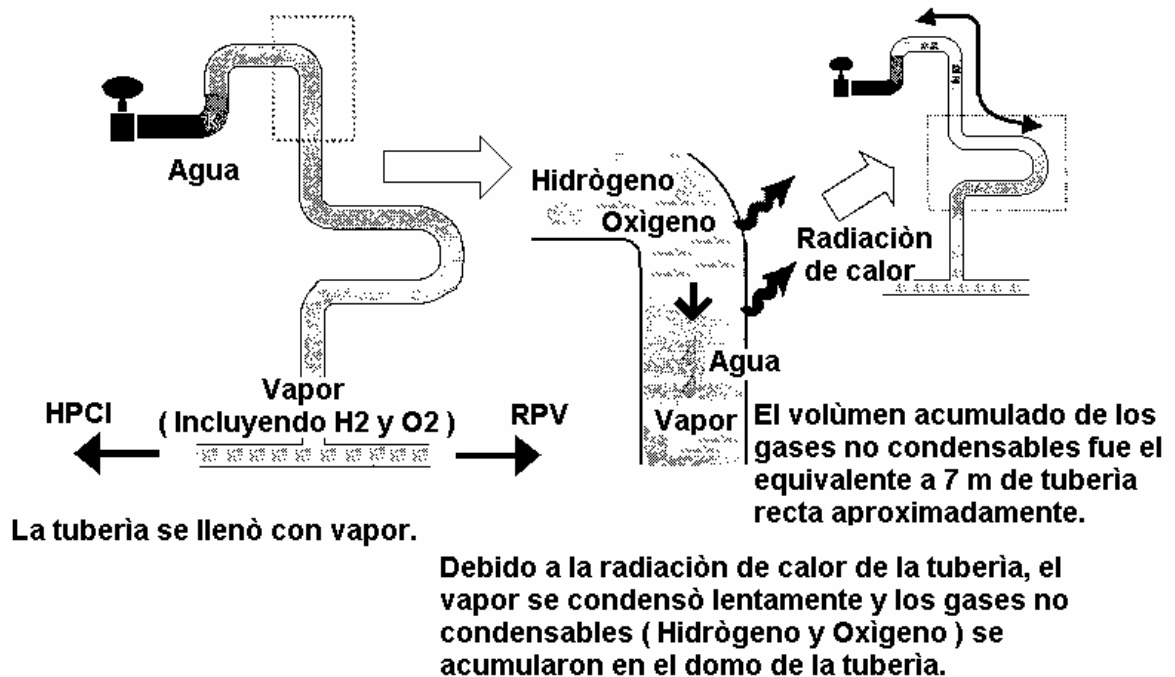 Agua
HPCI
Vapor
( Incluyendo H2 y O2 )
RPV
La tuberìa se llenò con vapor.
Hidrògeno
Oxìgeno
Agua
Vapor
Radiaciòn
de calor
El volùmen acumulado de los
gases no condensables fue el
equivalente a 7 m de tuberìa
recta aproximadamente.
Debido a la radiaciòn de calor de la tuberìa, el
vapor se condensò lentamente y los gases no
condensables ( Hidrògeno y Oxìgeno ) se
acumularon en el domo de la tuberìa.